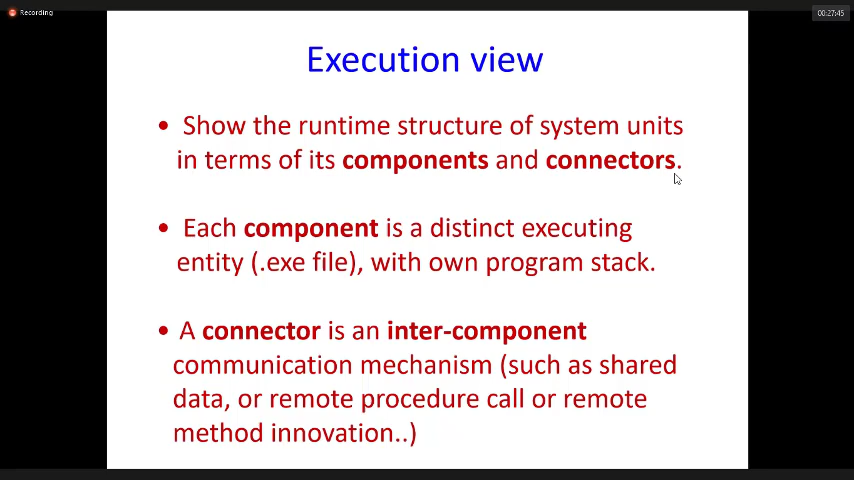 Recording
00:27:45
Execution view
• Show the runtime structure of system units
in terms of its components and connectors.
• Each component is a distinct executing
entity (.exe file), with own program stack.
• A connector is an inter-component
communication mechanism (such as shared
data, or remote procedure call or remote
method innovation..)